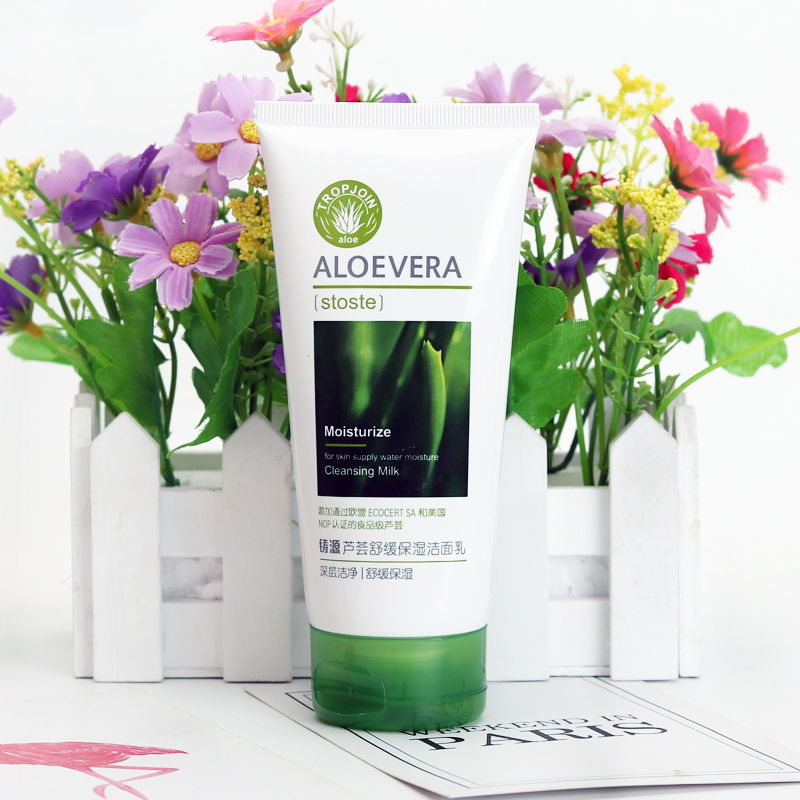 TROPJOIN
aloe
ALOEVERA
[stoste]
Moisturize
for skin supply water moisture
Cleansing Milk
添加通过欧盟 ECOCERT SA 和美国
NOP 认证的食品级芦荟
铸源 芦荟舒缓保湿洁面乳
深层洁净 | 舒缓保湿
WEEKEND IN
PARIS